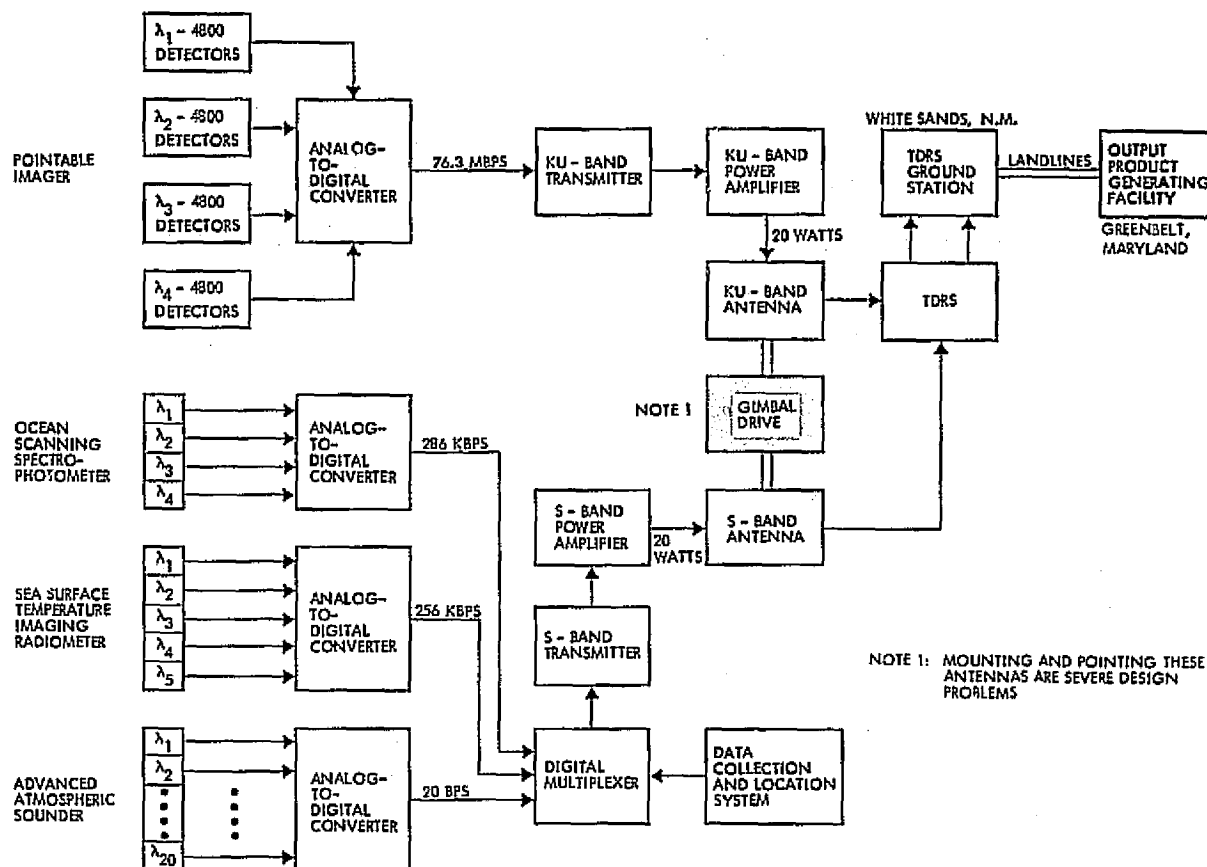 λ1 - 4800
DETECTORS
λ2 - 4800
DETECTORS
λ3 - 4800
DETECTORS
λ4 - 4800
DETECTORS
POINTABLE
IMAGER
ANALOG-
TO-
DIGITAL
CONVERTER
76.3 MBPS
KU - BAND
TRANSMITTER
KU - BAND
POWER
AMPLIFIER
20 WATTS
WHITE SANDS, N.M.
TDRS
GROUND
STATION
LANDLINES
OUTPUT
PRODUCT
GENERATING
FACILITY
GREENBELT,
MARYLAND
KU - BAND
ANTENNA
TDRS
NOTE 1
GIMBAL
DRIVE
OCEAN
SCANNING
SPECTRO-
PHOTOMETER
λ1
λ2
λ3
λ4
ANALOG-
TO-
DIGITAL
CONVERTER
286 KBPS
S - BAND
POWER
AMPLIFIER
20
WATTS
S - BAND
ANTENNA
SEA SURFACE
TEMPERATURE
IMAGING
RADIOMETER
λ1
λ2
λ3
λ4
λ5
ANALOG-
TO-
DIGITAL
CONVERTER
256 KBPS
S - BAND
TRANSMITTER
NOTE 1: MOUNTING AND POINTING THESE
ANTENNAS ARE SEVERE DESIGN
PROBLEMS
ADVANCED
ATMOSPHERIC
SOUNDER
λ1
λ2
λ20
ANALOG-
TO-
DIGITAL
CONVERTER
20 BPS
DIGITAL
MULTIPLEXER
DATA
COLLECTION
AND LOCATION
SYSTEM